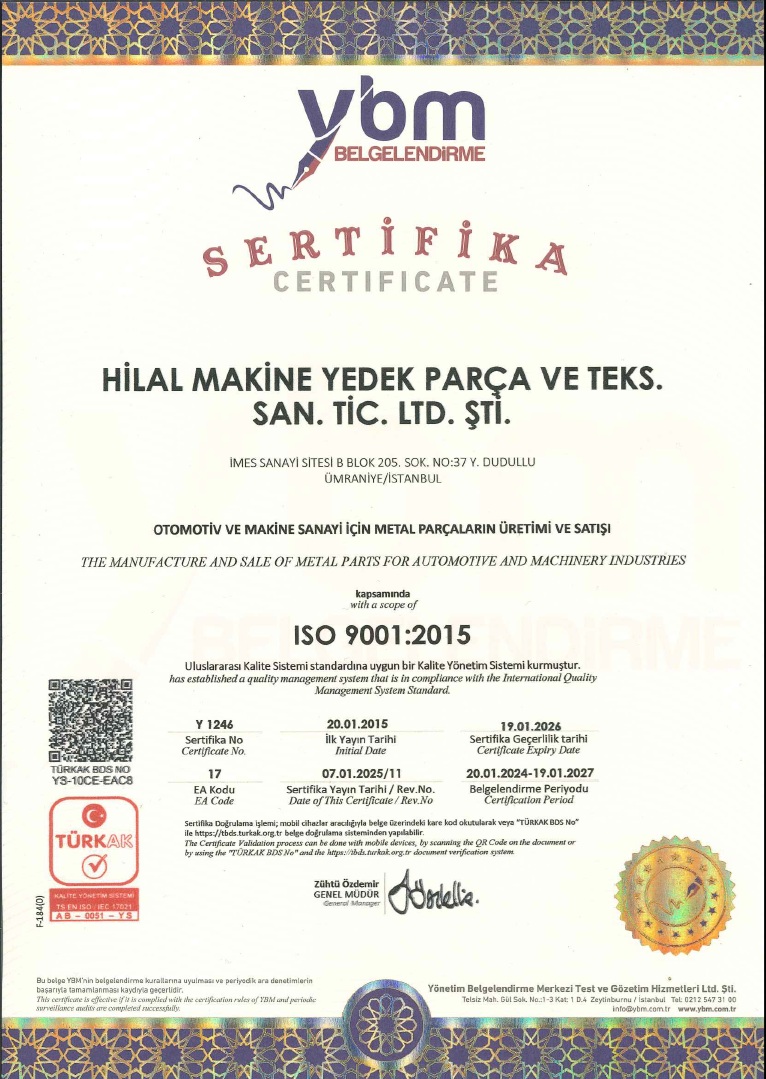 ybm
BELGELENDİRME
SERTİFİKA
CERTIFICATE
HİLAL MAKİNE YEDEK PARÇA VE TEKS.
SAN. TİC. LTD. ŞTİ.
İMES SANAYİ SİTESİ B BLOK 205. SOK. NO:37 Y. DUDULLU
ÜMRANİYE/İSTANBUL
OTOMOTİV VE MAKİNE SANAYİ İÇİN METAL PARÇALARIN ÜRETİMİ VE SATIŞI
THE MANUFACTURE AND SALE OF METAL PARTS FOR AUTOMOTIVE AND MACHINERY INDUSTRIES
kapsamında
with a scope of
ISO 9001:2015
Uluslararası Kalite Sistemi standardına uygun bir Kalite Yönetim Sistemi kurmuştur.
has established a quality management system that is in compliance with the International Quality
Management System Standard.
Y 1246
Sertifika No
Certificate No.
20.01.2015
İlk Yayın Tarihi
Initial Date
19.01.2026
Sertifika Geçerlilik tarihi
Certificate Expiry Date
17
EA Kodu
EA Code
07.01.2025/11
Sertifika Yayın Tarihi / Rev.No.
Date of This Certificate / Rev.No
20.01.2024-19.01.2027
Belgelendirme Periyodu
Certification Period
TÜRKAK BDS NO
YS-10CE-EAC8
TÜRKAK
KALİTE YÖNETİM SİSTEMİ
TS EN ISO / IEC 17021
AB - 0051 - YS
F-184(0)
Sertifika Doğrulama işlemi; mobil cihazlar aracılığıyla belge üzerindeki kare kod okutularak veya "TÜRKAK BDS No"
ile https://tbds.turkak.org.tr belge doğrulama sisteminden yapılabilir.
The Certificate Validation process can be done with mobile devices, by scanning the QR Code on the document or
by using the "TÜRKAK BDS No" and the https://tbds.turkak.org.tr document verification system.
Zühtü Özdemir
GENEL MÜDÜR
General Manager
Bu belge YBM'nin belgelendirme kurallarına uyulması ve periyodik ara denetimlerin
başarıyla tamamlanması kaydıyla geçerlidir.
This certificate is effective if it is complied with the certification rules of YBM and periodic
surveillance audits are completed successfully.
Yönetim Belgelendirme Merkezi Test ve Gözetim Hizmetleri Ltd. Şti.
Telsiz Mah. Gül Sok. No.:1-3 Kat: 1 D.4 Zeytinburnu / İstanbul Tel: 0212 547 31 00
info@ybm.com.tr www.ybm.com.tr